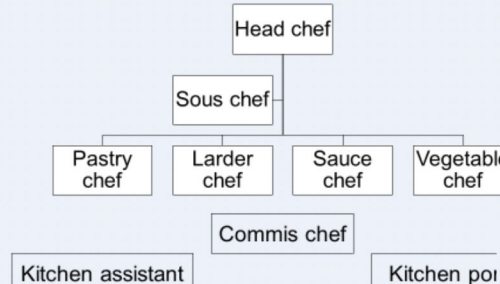 Head chef
Sous chef
Pastry
chef
Larder
chef
Sauce
chef
chef
Commis chef
Kitchen assistant
Kitchen